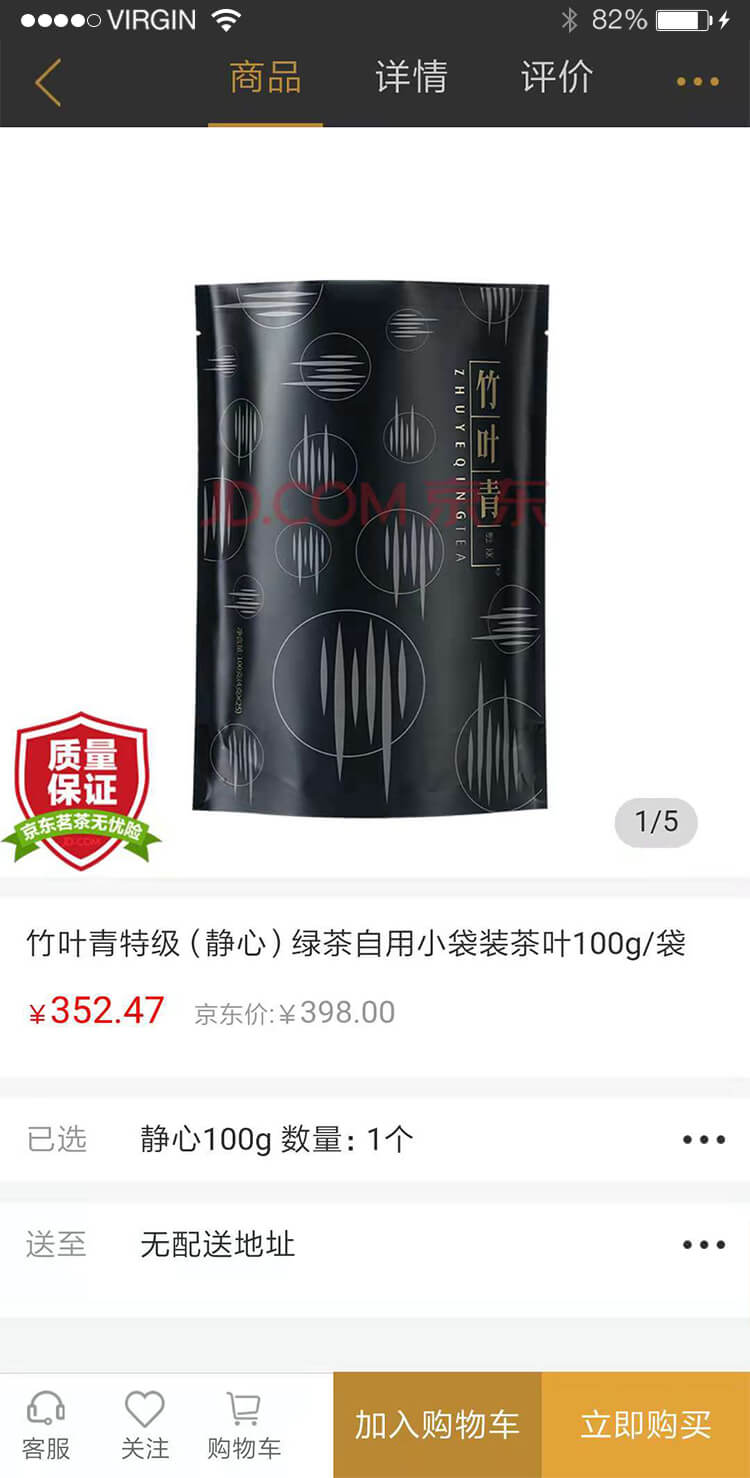 VIRGIN
82%
商品
详情
评价
竹叶青
ZHUYEQING TEA
JD.COM 京东
质量
保证
京东茗茶无忧险
JD.COM
1/5
竹叶青特级（静心）绿茶自用小袋装茶叶100g/袋
¥352.47
京东价:¥398.00
已选
静心100g 数量：1个
送至
无配送地址
客服
关注
购物车
加入购物车
立即购买